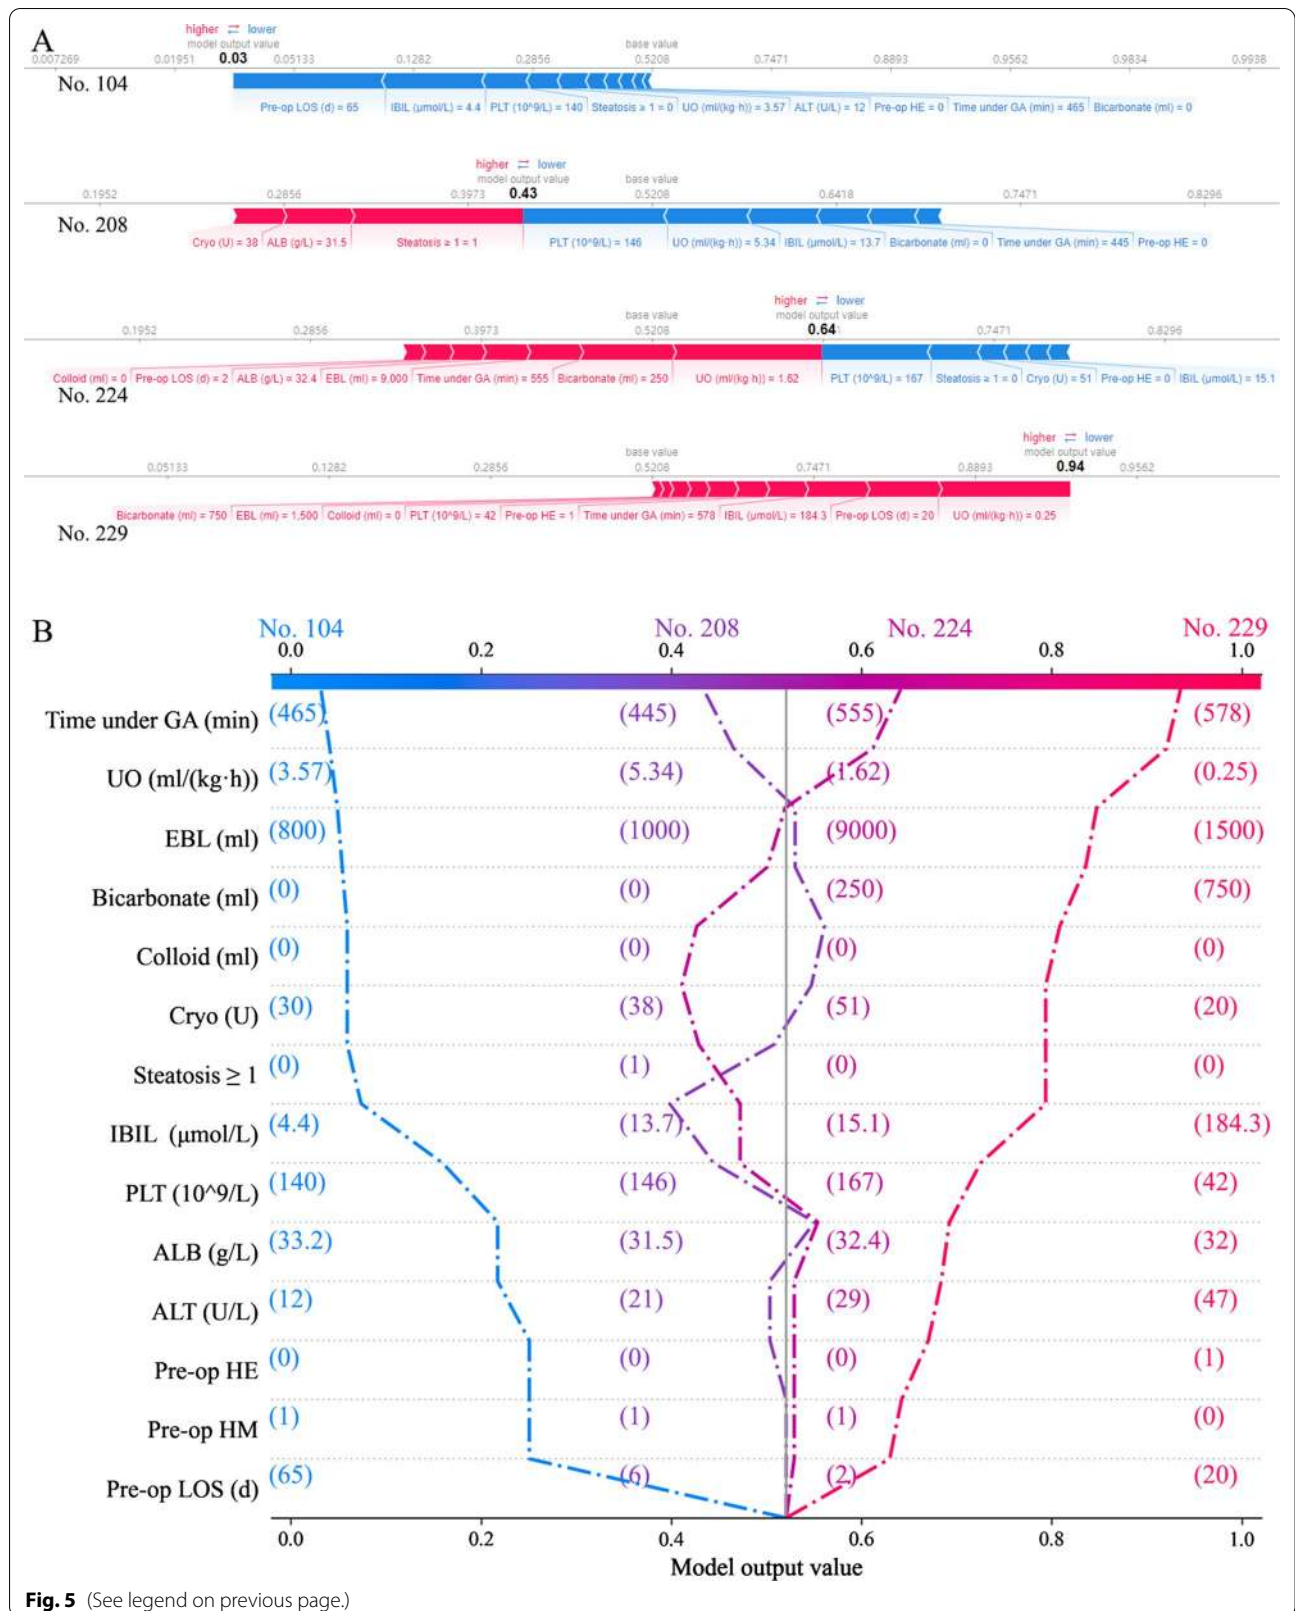 A
higher ⇄ lower
model output value
base value
0.007269 0.01951 0.03 0.05133 0.1282 0.2856 0.5208 0.7471 0.8893 0.9562 0.9834 0.9938
No. 104
Pre-op LOS (d) = 65 IBIL (μmol/L) = 4.4 PLT (10^9/L) = 140 Steatosis ≥ 1 = 0 UO (ml/(kg·h)) = 3.57 ALT (U/L) = 12 Pre-op HE = 0 Time under GA (min) = 465 Bicarbonate (ml) = 0
higher ⇄ lower
model output value
base value
0.1952 0.2856 0.3973 0.43 0.5208 0.6418 0.7471 0.8296
No. 208
Cryo (U) = 38 ALB (g/L) = 31.5 Steatosis ≥ 1 = 1 PLT (10^9/L) = 146 UO (ml/(kg·h)) = 5.34 IBIL (μmol/L) = 13.7 Bicarbonate (ml) = 0 Time under GA (min) = 445 Pre-op HE = 0
higher ⇄ lower
base value
model output value
0.1952 0.2856 0.3973 0.5208 0.64 0.7471 0.8296
Colloid (ml) = 0 Pre-op LOS (d) = 2 ALB (g/L) = 32.4 EBL (ml) = 9,000 Time under GA (min) = 555 Bicarbonate (ml) = 250 UO (ml/(kg·h)) = 1.62 PLT (10^9/L) = 167 Steatosis ≥ 1 = 0 Cryo (U) = 51 Pre-op HE = 0 IBIL (μmol/L) = 15.1
No. 224
higher ⇄ lower
base value
model output value
0.05133 0.1282 0.2856 0.5208 0.7471 0.8893 0.94 0.9562
Bicarbonate (ml) = 750 EBL (ml) = 1,500 Colloid (ml) = 0 PLT (10^9/L) = 42 Pre-op HE = 1 Time under GA (min) = 578 IBIL (μmol/L) = 184.3 Pre-op LOS (d) = 20 UO (ml/(kg·h)) = 0.25
No. 229
B
No. 104 No. 208 No. 224 No. 229
0.0 0.2 0.4 0.6 0.8 1.0
Time under GA (min) (465) (445) (555) (578)
UO (ml/(kg·h)) (3.57) (5.34) (1.62) (0.25)
EBL (ml) (800) (1000) (9000) (1500)
Bicarbonate (ml) (0) (0) (250) (750)
Colloid (ml) (0) (0) (0) (0)
Cryo (U) (30) (38) (51) (20)
Steatosis ≥ 1 (0) (1) (0) (0)
IBIL (μmol/L) (4.4) (13.7) (15.1) (184.3)
PLT (10^9/L) (140) (146) (167) (42)
ALB (g/L) (33.2) (31.5) (32.4) (32)
ALT (U/L) (12) (21) (29) (47)
Pre-op HE (0) (0) (0) (1)
Pre-op HM (1) (1) (1) (0)
Pre-op LOS (d) (65) (6) (2) (20)
0.0 0.2 0.4 0.6 0.8 1.0
Model output value
Fig. 5 (See legend on previous page.)